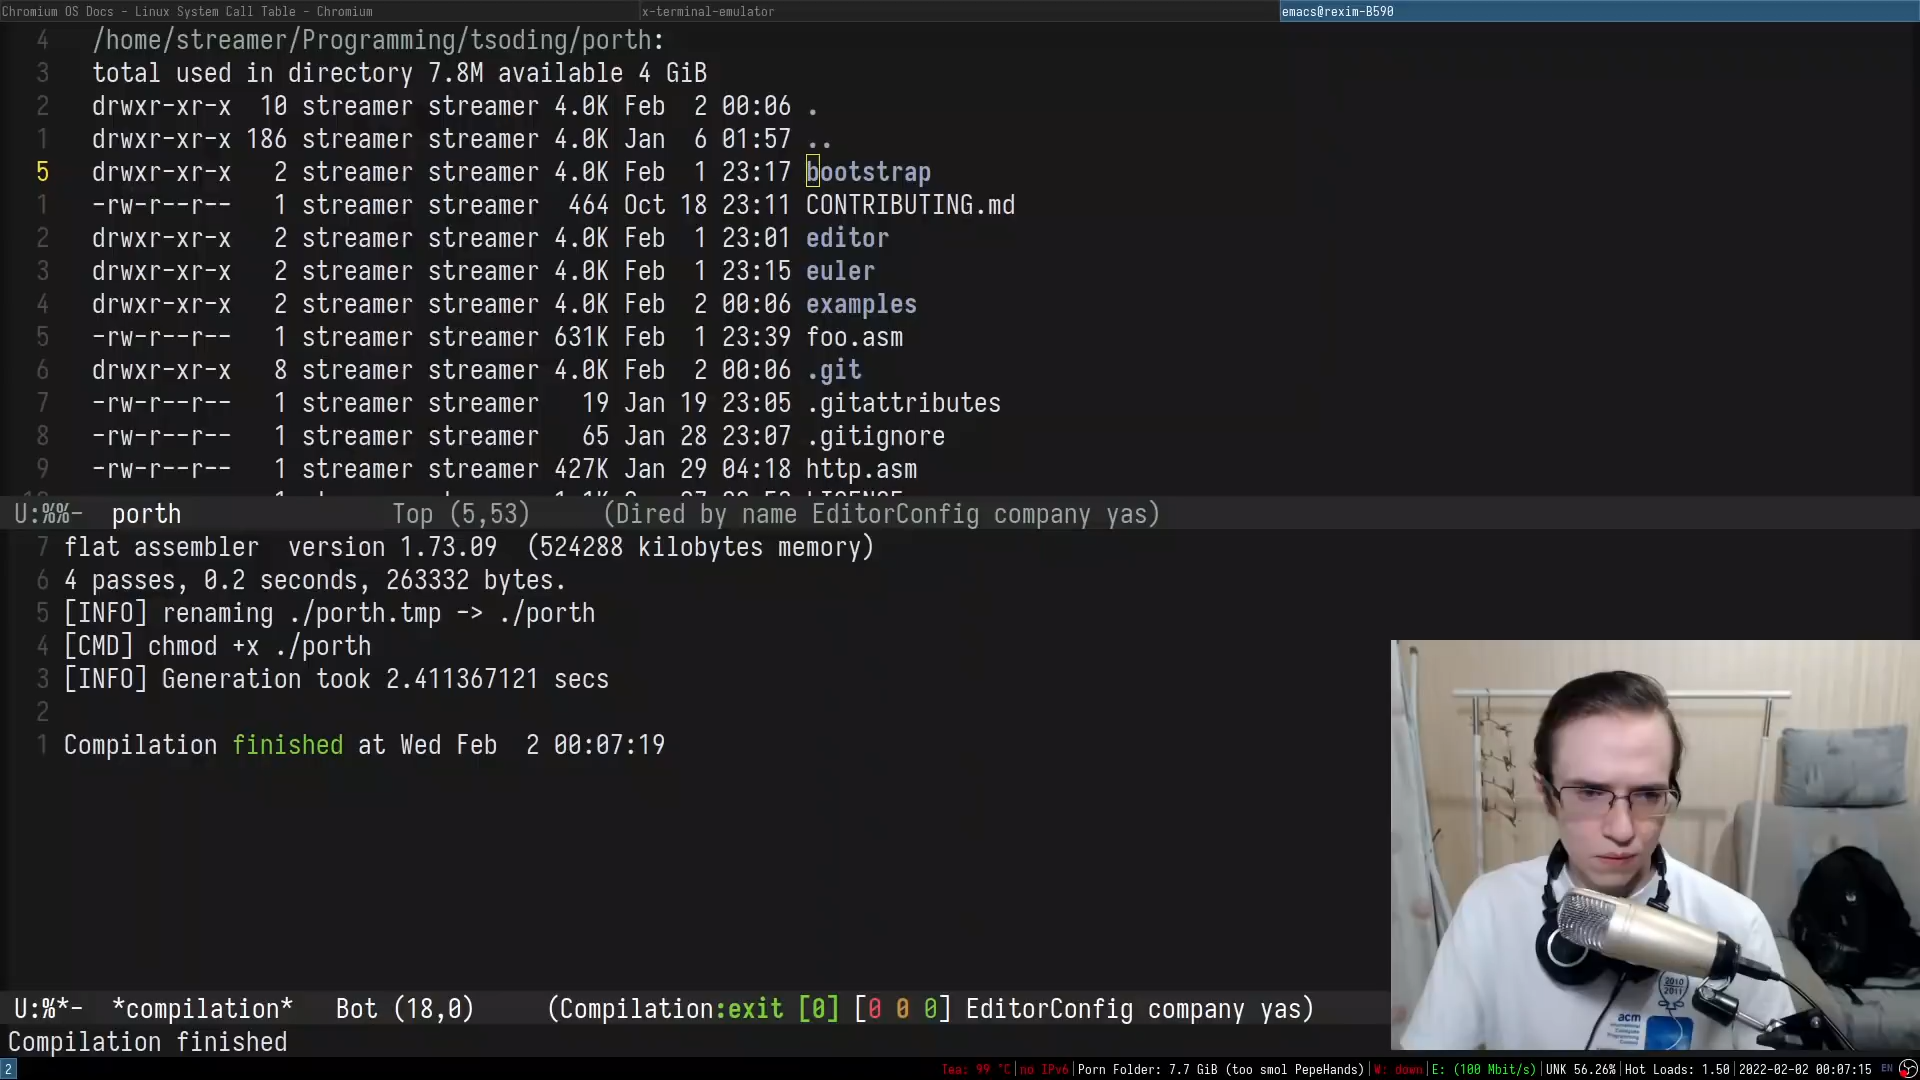 Chromium OS Docs - Linux System Call Table - Chromium
x-terminal-emulator
emacs@rexim-B590
4 /home/streamer/Programming/tsoding/porth:
3 total used in directory 7.8M available 4 GiB
2 drwxr-xr-x 10 streamer streamer 4.0K Feb 2 00:06 .
1 drwxr-xr-x 186 streamer streamer 4.0K Jan 6 01:57 ..
5 drwxr-xr-x 2 streamer streamer 4.0K Feb 1 23:17 bootstrap
1 -rw-r--r-- 1 streamer streamer 464 Oct 18 23:11 CONTRIBUTING.md
2 drwxr-xr-x 2 streamer streamer 4.0K Feb 1 23:01 editor
3 drwxr-xr-x 2 streamer streamer 4.0K Feb 1 23:15 euler
4 drwxr-xr-x 2 streamer streamer 4.0K Feb 2 00:06 examples
5 -rw-r--r-- 1 streamer streamer 631K Feb 1 23:39 foo.asm
6 drwxr-xr-x 8 streamer streamer 4.0K Feb 2 00:06 .git
7 -rw-r--r-- 1 streamer streamer 19 Jan 19 23:05 .gitattributes
8 -rw-r--r-- 1 streamer streamer 65 Jan 28 23:07 .gitignore
9 -rw-r--r-- 1 streamer streamer 427K Jan 29 04:18 http.asm
U:%%- porth Top (5,53) (Dired by name EditorConfig company yas)
7 flat assembler version 1.73.09 (524288 kilobytes memory)
6 4 passes, 0.2 seconds, 263332 bytes.
5 [INFO] renaming ./porth.tmp -> ./porth
4 [CMD] chmod +x ./porth
3 [INFO] Generation took 2.411367121 secs
2
1 Compilation finished at Wed Feb 2 00:07:19
U:%*- *compilation* Bot (18,0) (Compilation:exit [0] [0 0 0] EditorConfig company yas)
Compilation finished
2010
2011
acm
2 Tea: 99 °C|no IPv6|Porn Folder: 7.7 GiB (too smol PepeHands)|W: down|E: (100 Mbit/s)|UNK 56.26%|Hot Loads: 1.50|2022-02-02 00:07:15 EN